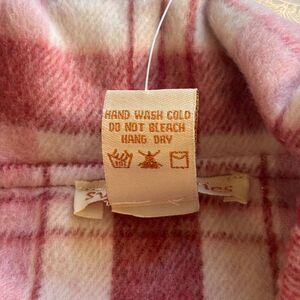 HAND WASH COLD
DO NOT BLEACH
HANG DRY